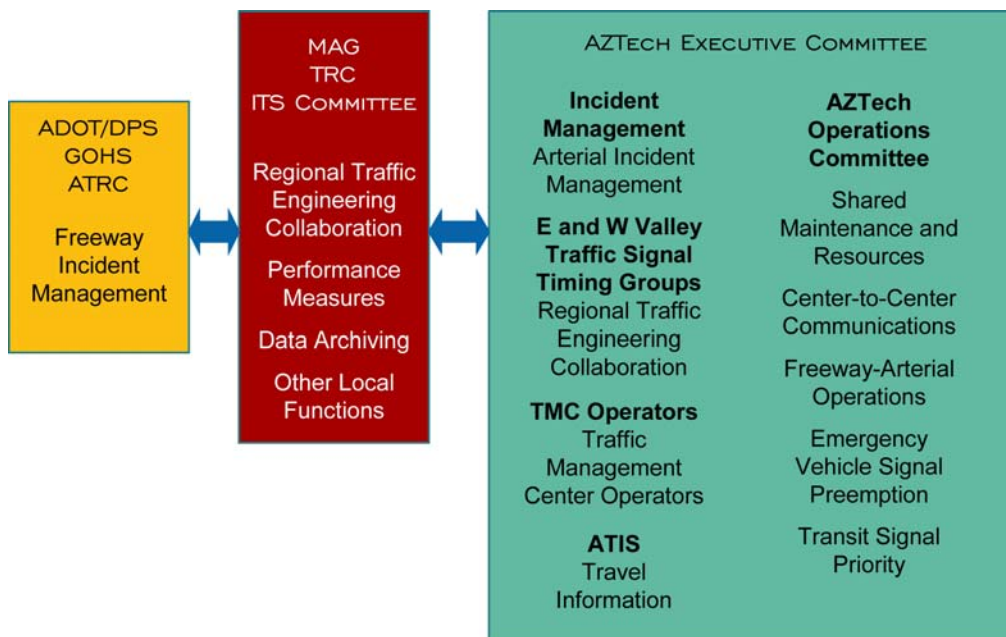 ADOT/DPS
GOHS
ATRC
Freeway
Incident
Management
MAG
TRC
ITS COMMITTEE
Regional Traffic
Engineering
Collaboration
Performance
Measures
Data Archiving
Other Local
Functions
AZTECH EXECUTIVE COMMITTEE
Incident
Management
Arterial Incident
Management
E and W Valley
Traffic Signal
Timing Groups
Regional Traffic
Engineering
Collaboration
TMC Operators
Traffic
Management
Center Operators
ATIS
Travel
Information
AZTech
Operations
Committee
Shared
Maintenance and
Resources
Center-to-Center
Communications
Freeway-Arterial
Operations
Emergency
Vehicle Signal
Preemption
Transit Signal
Priority